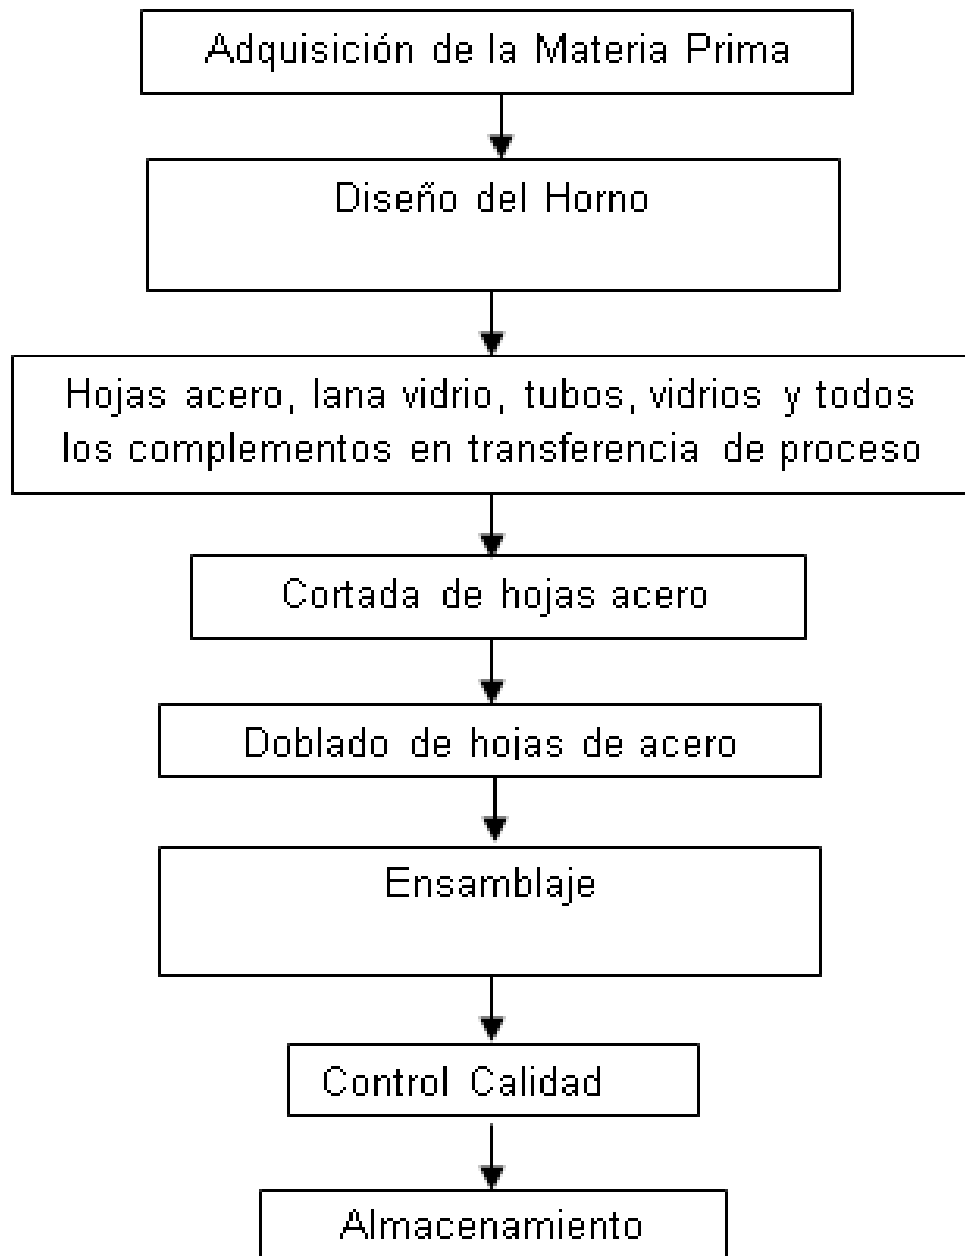 Adquisición de la Materia Prima
Diseño del Horno
Hojas acero, lana vidrio, tubos, vidrios y todos
los complementos en transferencia de proceso
Cortada de hojas acero
Doblado de hojas de acero
Ensamblaje
Control Calidad
Almacenamiento